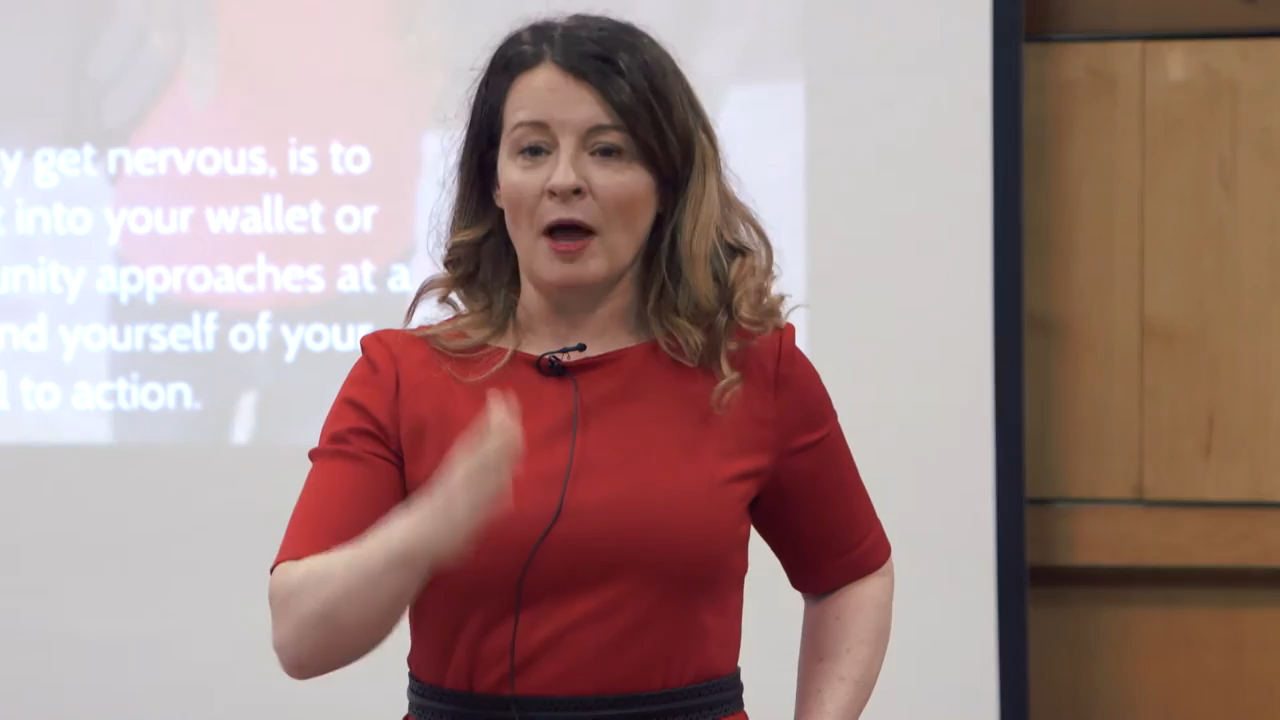 y get nervous, is to
into your wallet or
unity approaches at a
nd yourself of your
l to action.